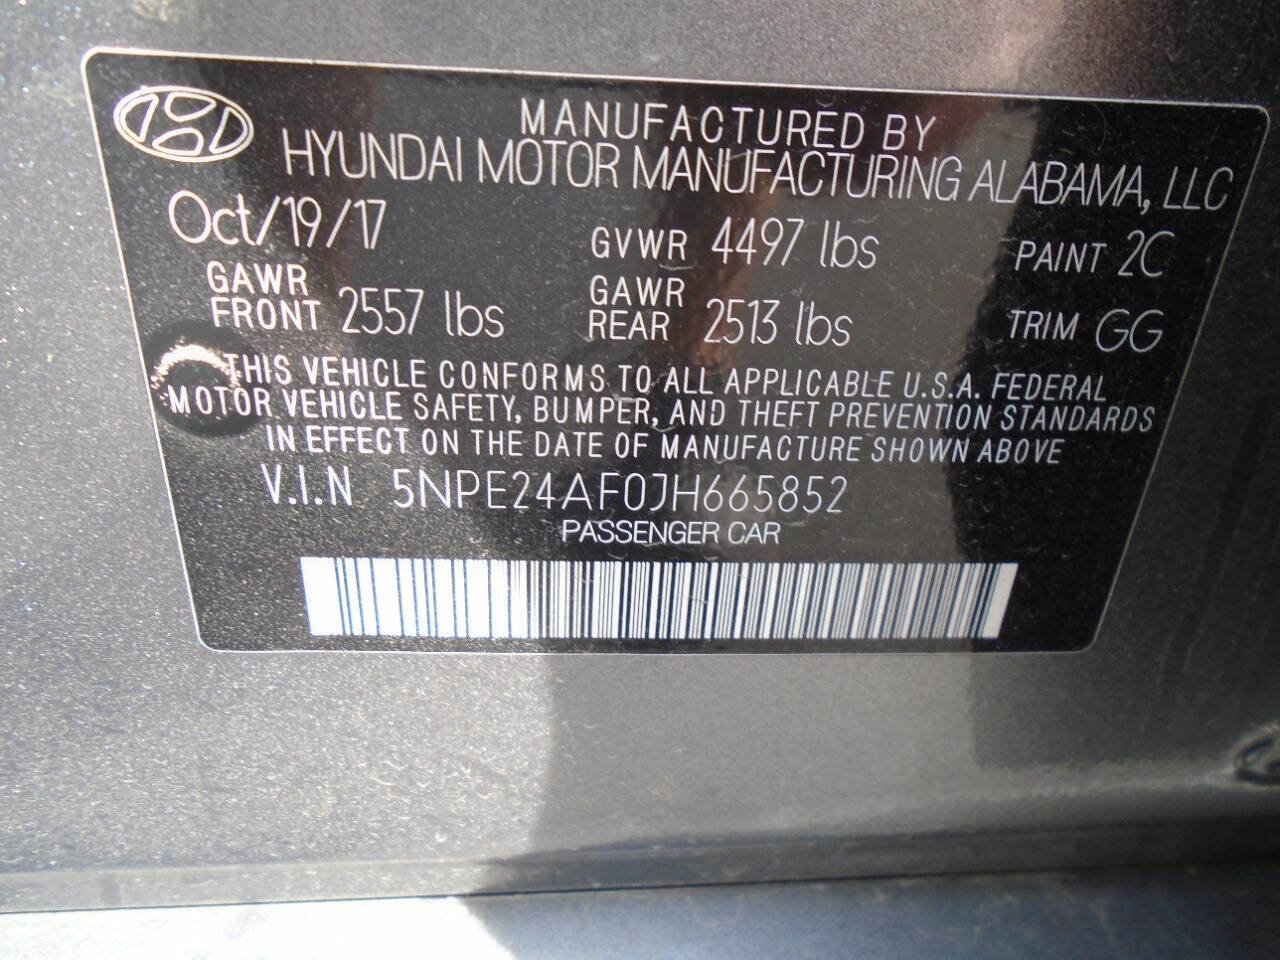 MANUFACTURED BY
HYUNDAI MOTOR MANUFACTURING ALABAMA, LLC
Oct/19/17 GVWR 4497 lbs PAINT 2C
GAWR FRONT 2557 lbs GAWR REAR 2513 lbs TRIM GG
THIS VEHICLE CONFORMS TO ALL APPLICABLE U.S.A. FEDERAL
MOTOR VEHICLE SAFETY, BUMPER, AND THEFT PREVENTION STANDARDS
IN EFFECT ON THE DATE OF MANUFACTURE SHOWN ABOVE
V.I.N 5NPE24AF0JH665852
PASSENGER CAR